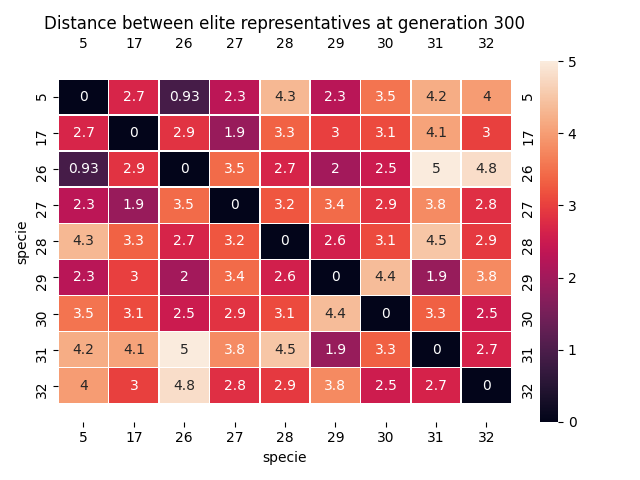 Distance between elite representatives at generation 300
5 17 26 27 28 29 30 31 32
5 0 2.7 0.93 2.3 4.3 2.3 3.5 4.2 4 5
17 2.7 0 2.9 1.9 3.3 3 3.1 4.1 3 17
26 0.93 2.9 0 3.5 2.7 2 2.5 5 4.8 26
27 2.3 1.9 3.5 0 3.2 3.4 2.9 3.8 2.8 27
28 4.3 3.3 2.7 3.2 0 2.6 3.1 4.5 2.9 28
29 2.3 3 2 3.4 2.6 0 4.4 1.9 3.8 29
30 3.5 3.1 2.5 2.9 3.1 4.4 0 3.3 2.5 30
31 4.2 4.1 5 3.8 4.5 1.9 3.3 0 2.7 31
32 4 3 4.8 2.8 2.9 3.8 2.5 2.7 0 32
5 17 26 27 28 29 30 31 32
specie
specie
5
4
3
2
1
0